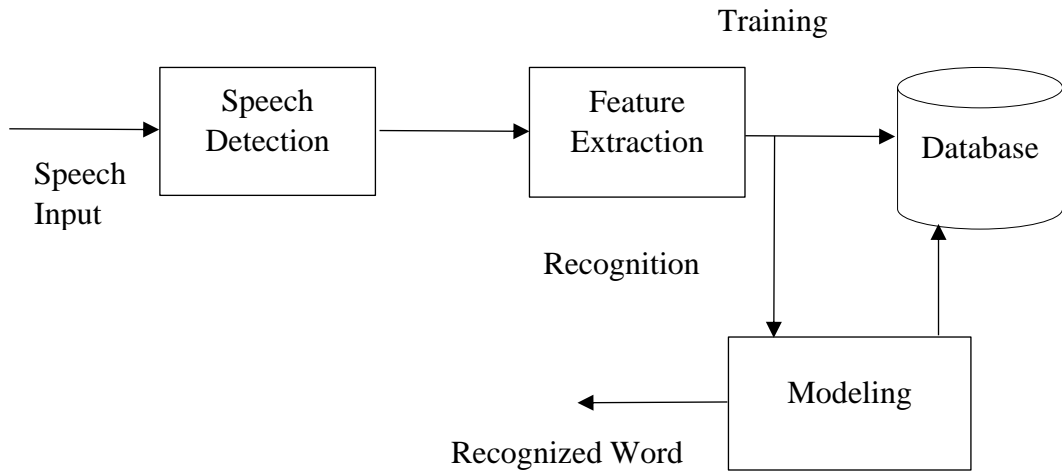 Training
Speech
Detection
Feature
Extraction
Database
Speech
Input
Recognition
Modeling
Recognized Word